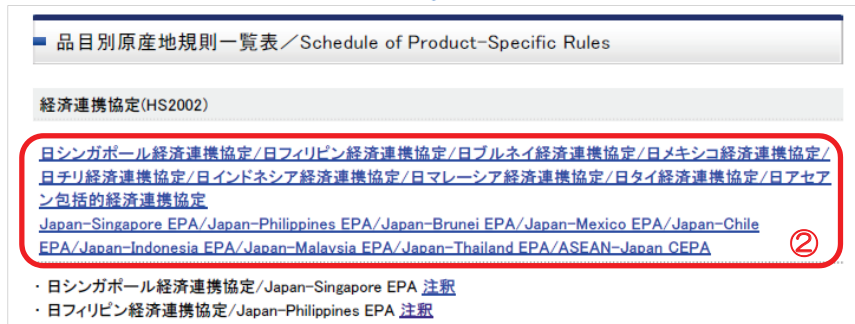 品目別原産地規則一覧表／Schedule of Product-Specific Rules
経済連携協定(HS2002)
日シンガポール経済連携協定/日フィリピン経済連携協定/日ブルネイ経済連携協定/日メキシコ経済連携協定/
日チリ経済連携協定/日インドネシア経済連携協定/日マレーシア経済連携協定/日タイ経済連携協定/日アセア
ン包括的経済連携協定
Japan-Singapore EPA/Japan-Philippines EPA/Japan-Brunei EPA/Japan-Mexico EPA/Japan-Chile
EPA/Japan-Indonesia EPA/Japan-Malaysia EPA/Japan-Thailand EPA/ASEAN-Japan CEPA
②
・日シンガポール経済連携協定/Japan-Singapore EPA 注釈
・日フィリピン経済連携協定/Japan-Philippines EPA 注釈